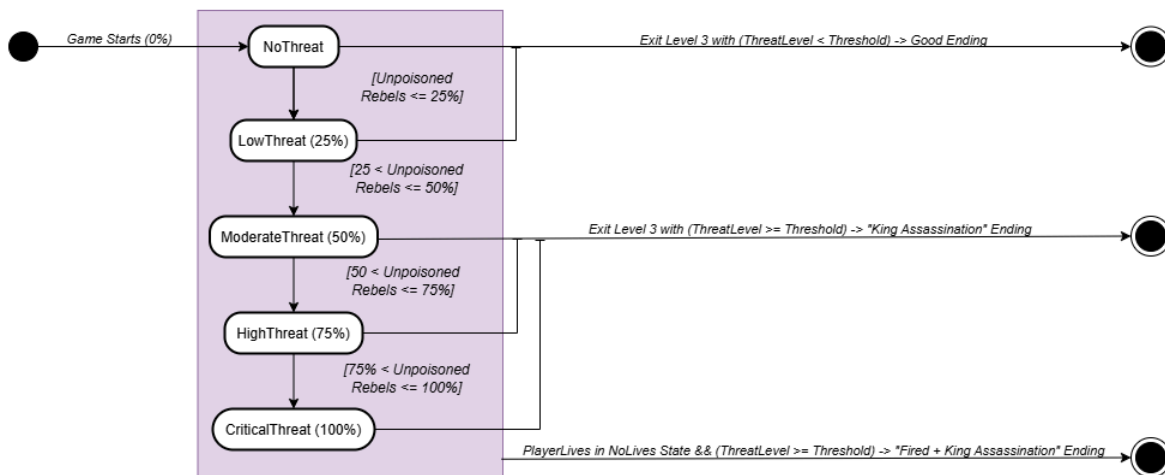 Game Starts (0%)
NoThreat
Exit Level 3 with (ThreatLevel < Threshold) -> Good Ending
[Unpoisoned
Rebels <= 25%]
LowThreat (25%)
[25 < Unpoisoned
Rebels <= 50%]
ModerateThreat (50%)
Exit Level 3 with (ThreatLevel >= Threshold) -> "King Assassination" Ending
[50 < Unpoisoned
Rebels <= 75%]
HighThreat (75%)
[75% < Unpoisoned
Rebels <= 100%]
CriticalThreat (100%)
PlayerLives in NoLives State && (ThreatLevel >= Threshold) -> "Fired + King Assassination" Ending